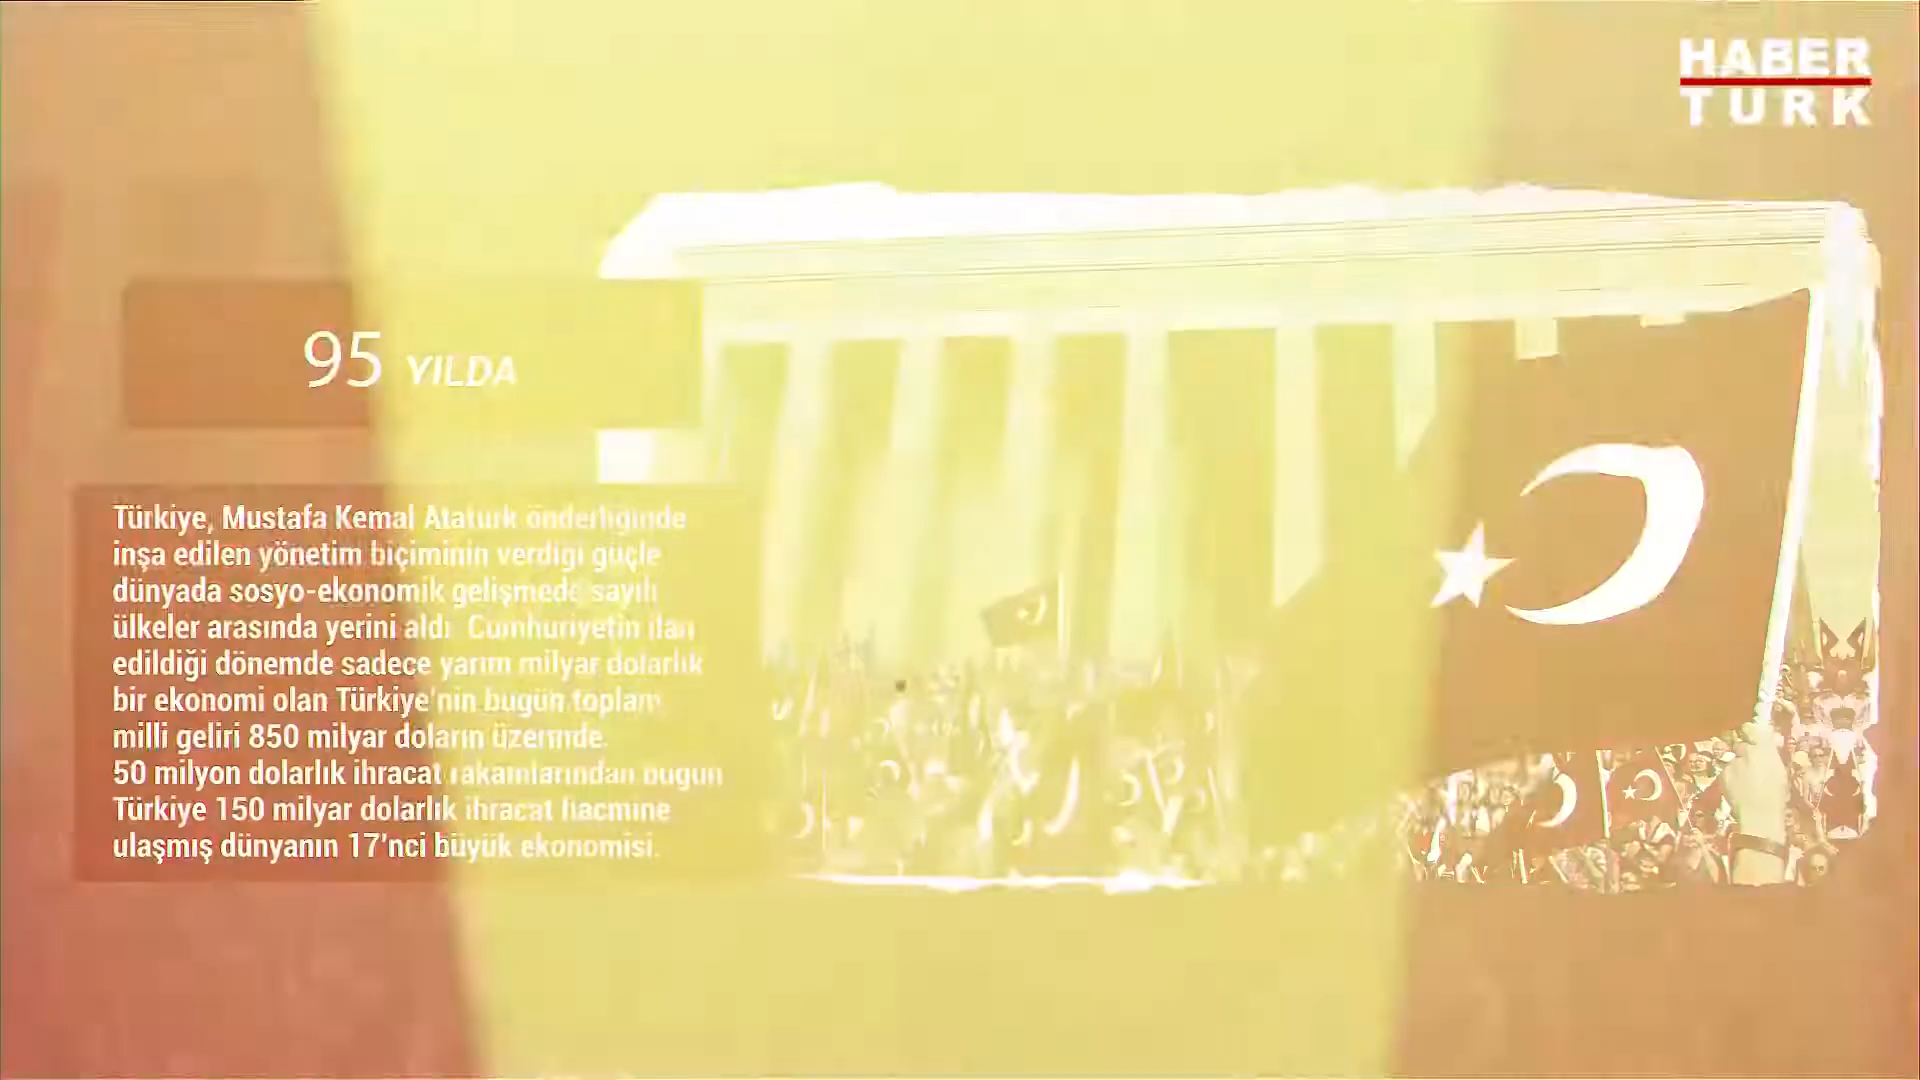 HABER
TURK
95 YILDA
Türkiye, Mustafa Kemal Atatürk önderliğinde
inşa edilen yönetim biçiminin verdiği güçle
dünyada sosyo-ekonomik gelişmede sayılı
ülkeler arasında yerini aldı. Cumhuriyetin ilan
edildiği dönemde sadece yarım milyar dolarlık
bir ekonomi olan Türkiye'nin bugün toplam
milli geliri 850 milyar doların üzerinde.
50 milyon dolarlık ihracat rakamlarından bugün
Türkiye 150 milyar dolarlık ihracat hacmine
ulaşmış dünyanın 17'nci büyük ekonomisi.